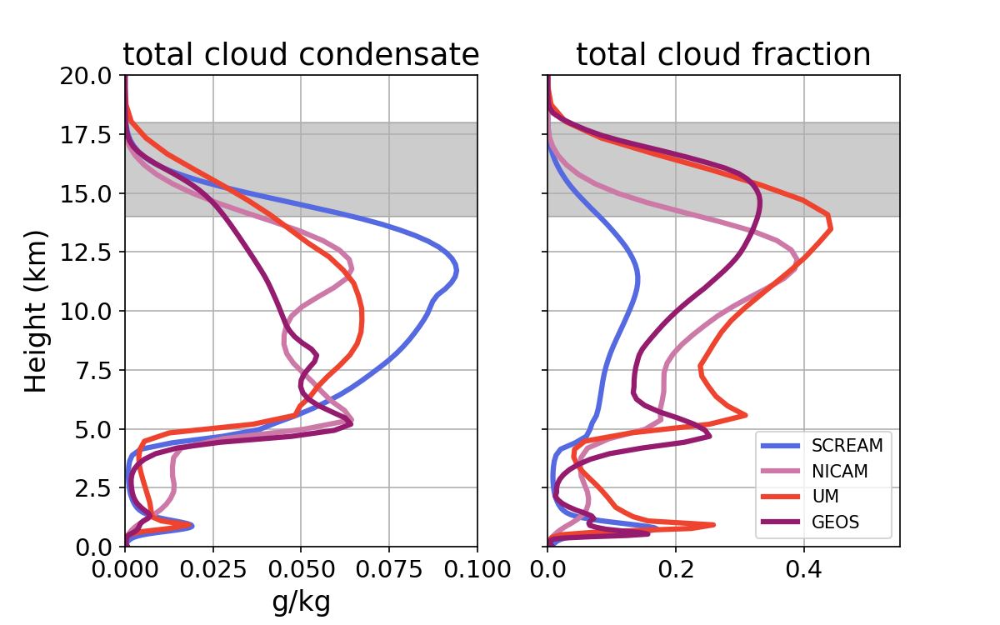 total cloud condensate
total cloud fraction
20.0
17.5
15.0
12.5
10.0
7.5
5.0
2.5
0.0
Height (km)
0.000 0.025 0.050 0.075 0.100
g/kg
0.0 0.2 0.4
SCREAM
NICAM
UM
GEOS